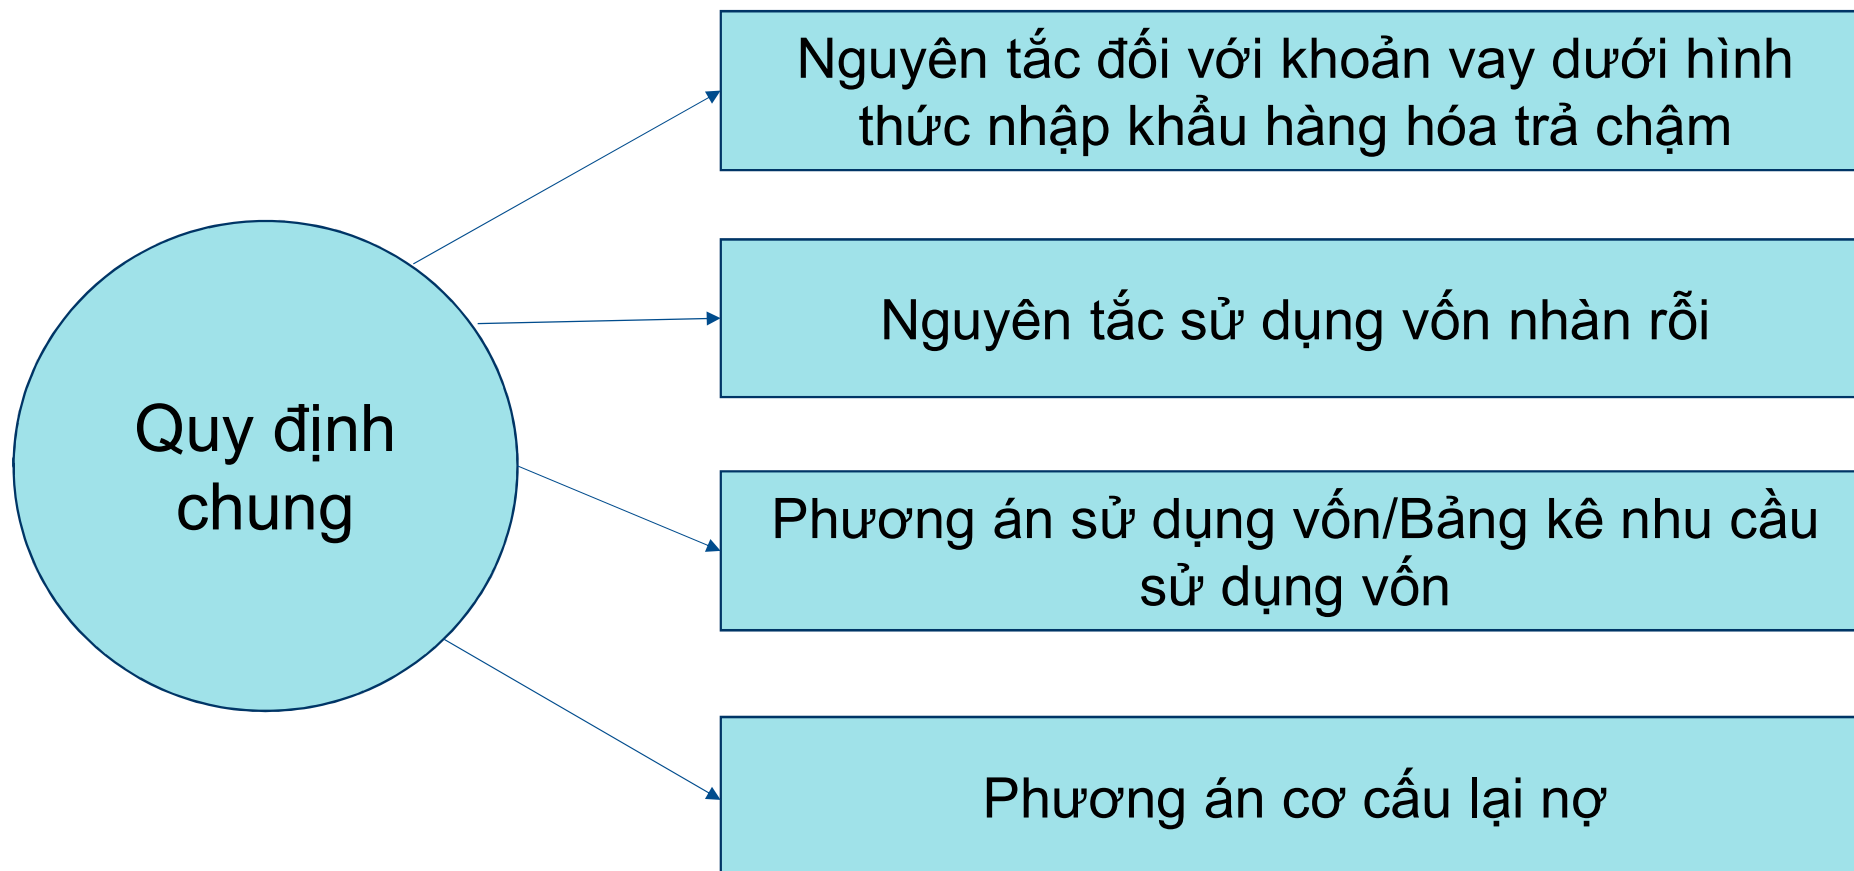 Nguyên tắc đối với khoản vay dưới hình
thức nhập khẩu hàng hóa trả chậm
Nguyên tắc sử dụng vốn nhàn rỗi
Quy định
chung
Phương án sử dụng vốn/Bảng kê nhu cầu
sử dụng vốn
Phương án cơ cấu lại nợ